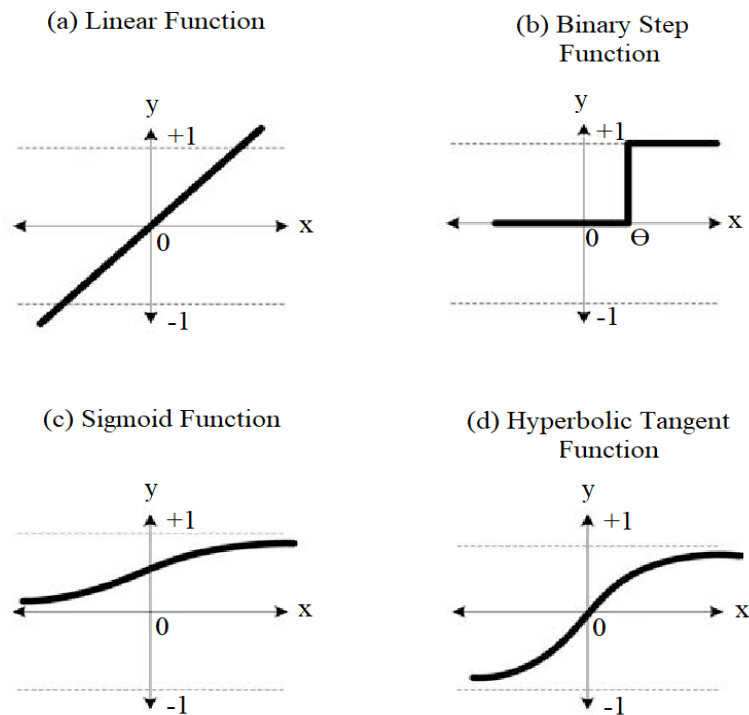 (a) Linear Function
y
+1
x
0
-1
(b) Binary Step
Function
y
+1
0
Θ
x
-1
(c) Sigmoid Function
y
+1
x
0
-1
(d) Hyperbolic Tangent
Function
y
+1
x
0
-1